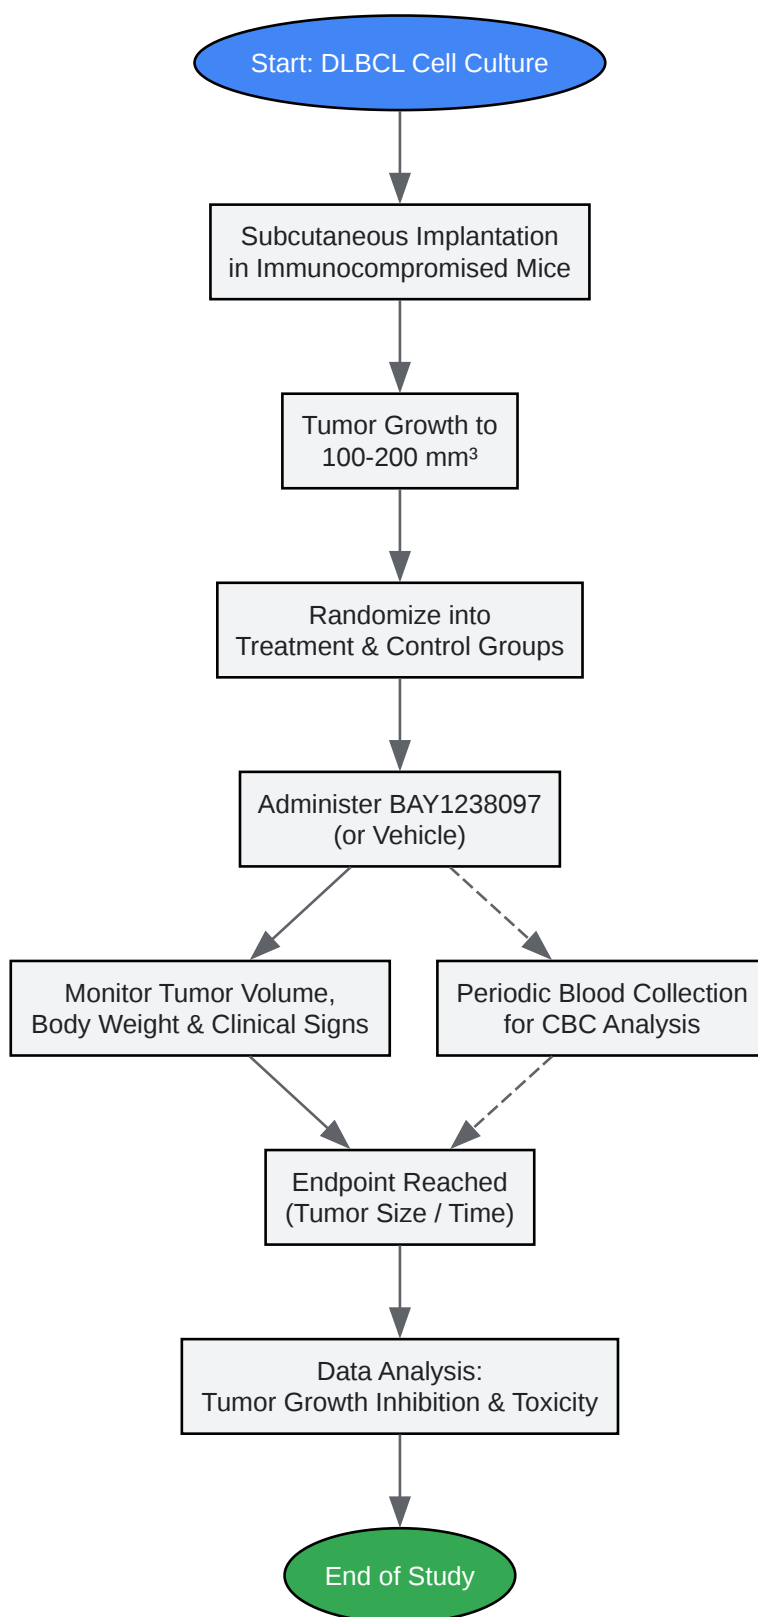 Start: DLBCL Cell Culture
Subcutaneous Implantation
in Immunocompromised Mice
Tumor Growth to
100-200 mm³
Randomize into
Treatment & Control Groups
Administer BAY1238097
(or Vehicle)
Monitor Tumor Volume,
Body Weight & Clinical Signs
Periodic Blood Collection
for CBC Analysis
Endpoint Reached
(Tumor Size / Time)
Data Analysis:
Tumor Growth Inhibition & Toxicity
End of Study